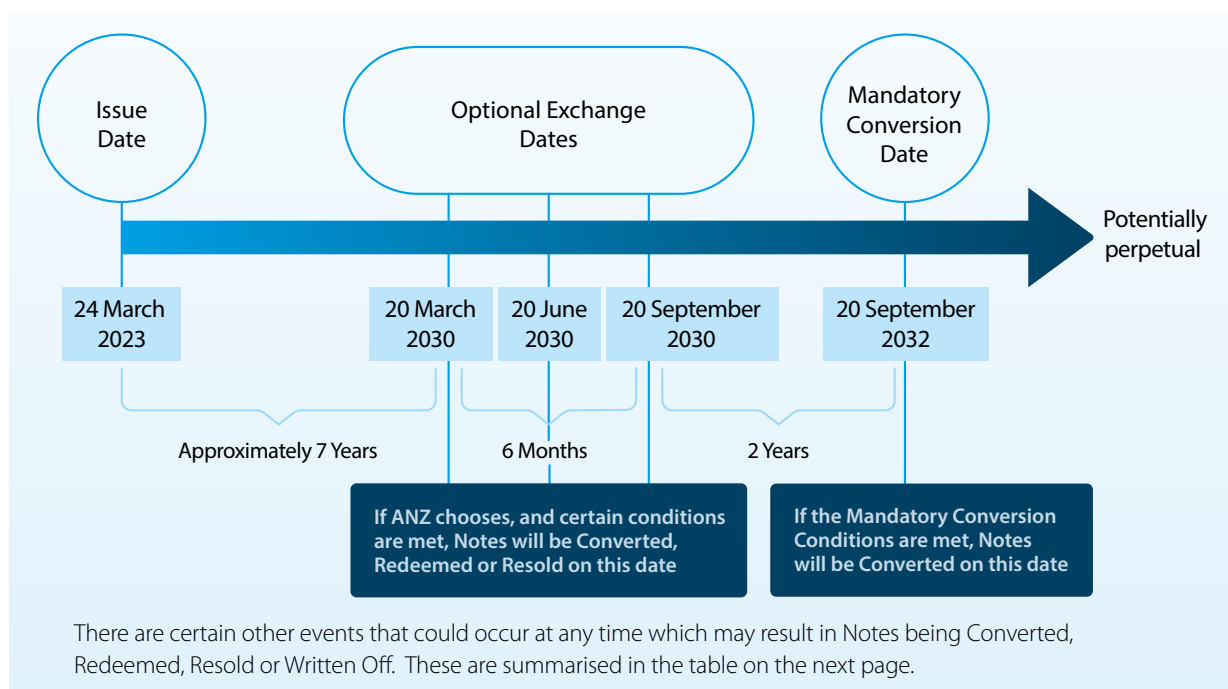 Issue
Date
Optional Exchange
Dates
Mandatory
Conversion
Date
Potentially
perpetual
24 March
2023
20 March
2030
20 June
2030
20 September
2030
20 September
2032
Approximately 7 Years
6 Months
2 Years
If ANZ chooses, and certain conditions
are met, Notes will be Converted,
Redeemed or Resold on this date
If the Mandatory Conversion
Conditions are met, Notes
will be Converted on this date
There are certain other events that could occur at any time which may result in Notes being Converted,
Redeemed, Resold or Written Off. These are summarised in the table on the next page.